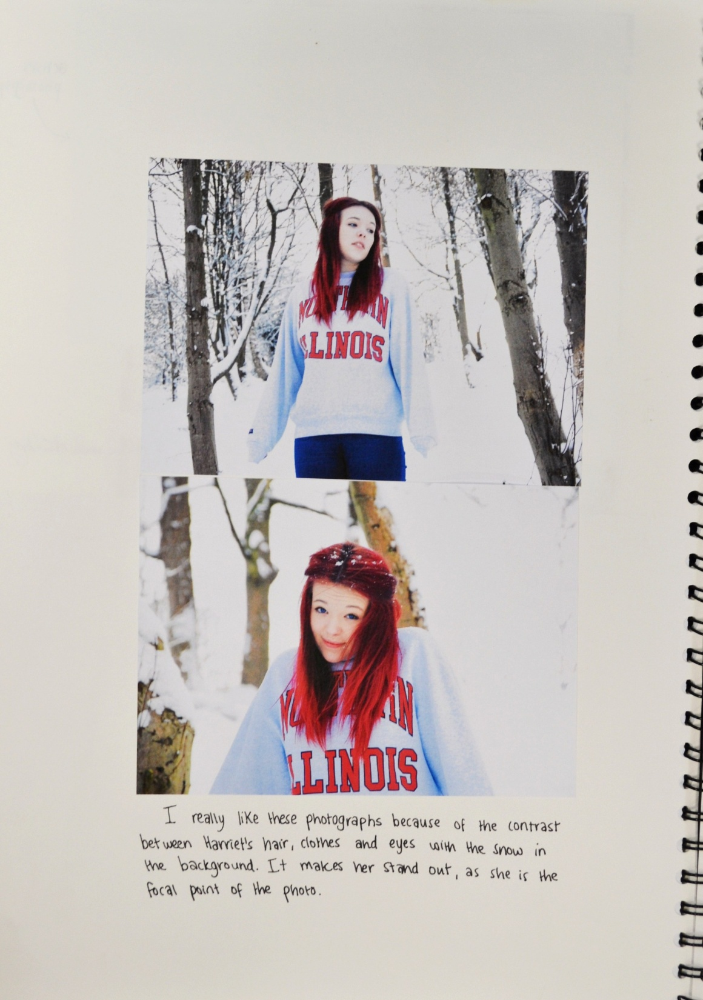 NORTHERN
ILLINOIS
NORTHERN
ILLINOIS
I really like these photographs because of the contrast
between Harriet's hair, clothes and eyes with the snow in
the background. It makes her stand out, as she is the
focal point of the photo.